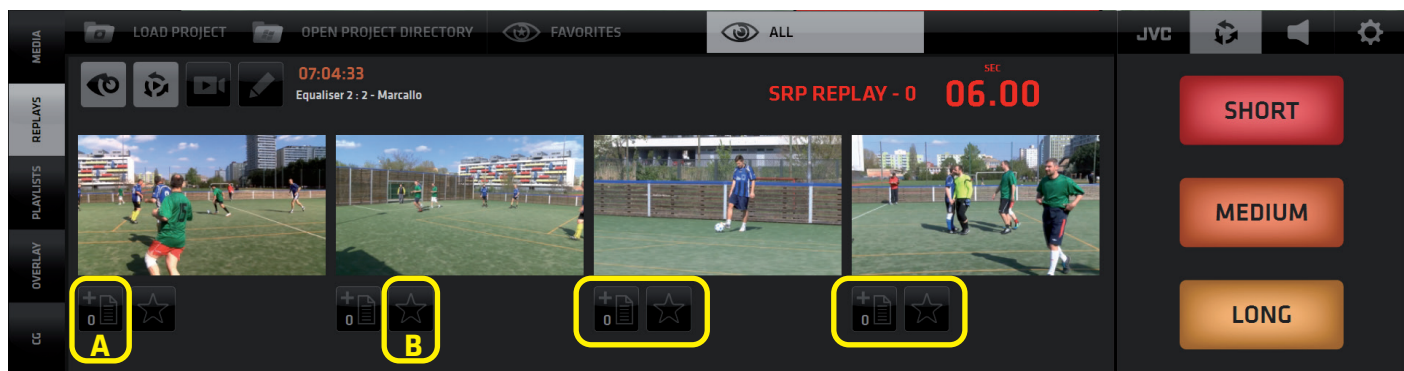 MEDIA
REPLAYS
PLAYLISTS
OVERLAY
CG
LOAD PROJECT
OPEN PROJECT DIRECTORY
FAVORITES
ALL
07:04:33
Equaliser 2 : 2 - Marcallo
SRP REPLAY - 0
SEC
06.00
+
0
+
0
+
0
+
0
A
B
JVC
SHORT
MEDIUM
LONG